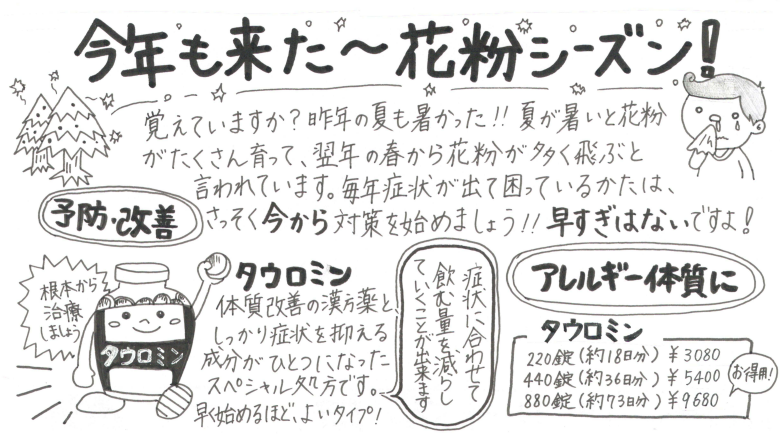 今年も来た～花粉シーズン!
覚えていますか?昨年の夏も暑かった!!夏が暑いと花粉
がたくさん育って、翌年の春から花粉が多く飛ぶと
言われています。毎年症状が出て困っているかたは、
さっそく今から対策を始めましょう!!早すぎはないですよ!
予防・改善
根本から
治療
しましょう
タウロミン
タウロミン
体質改善の漢方薬と、
しっかり症状を抑える
成分がひとつになった
スペシャル処方です。
早く始めるほど、よいタイプ!
症状に合わせて
飲む量を減らし
ていくことが出来ます
アレルギー体質に
タウロミン
220錠(約18日分)¥3080
440錠(約36日分)¥5400
880錠(約73日分)¥9680
お得用!